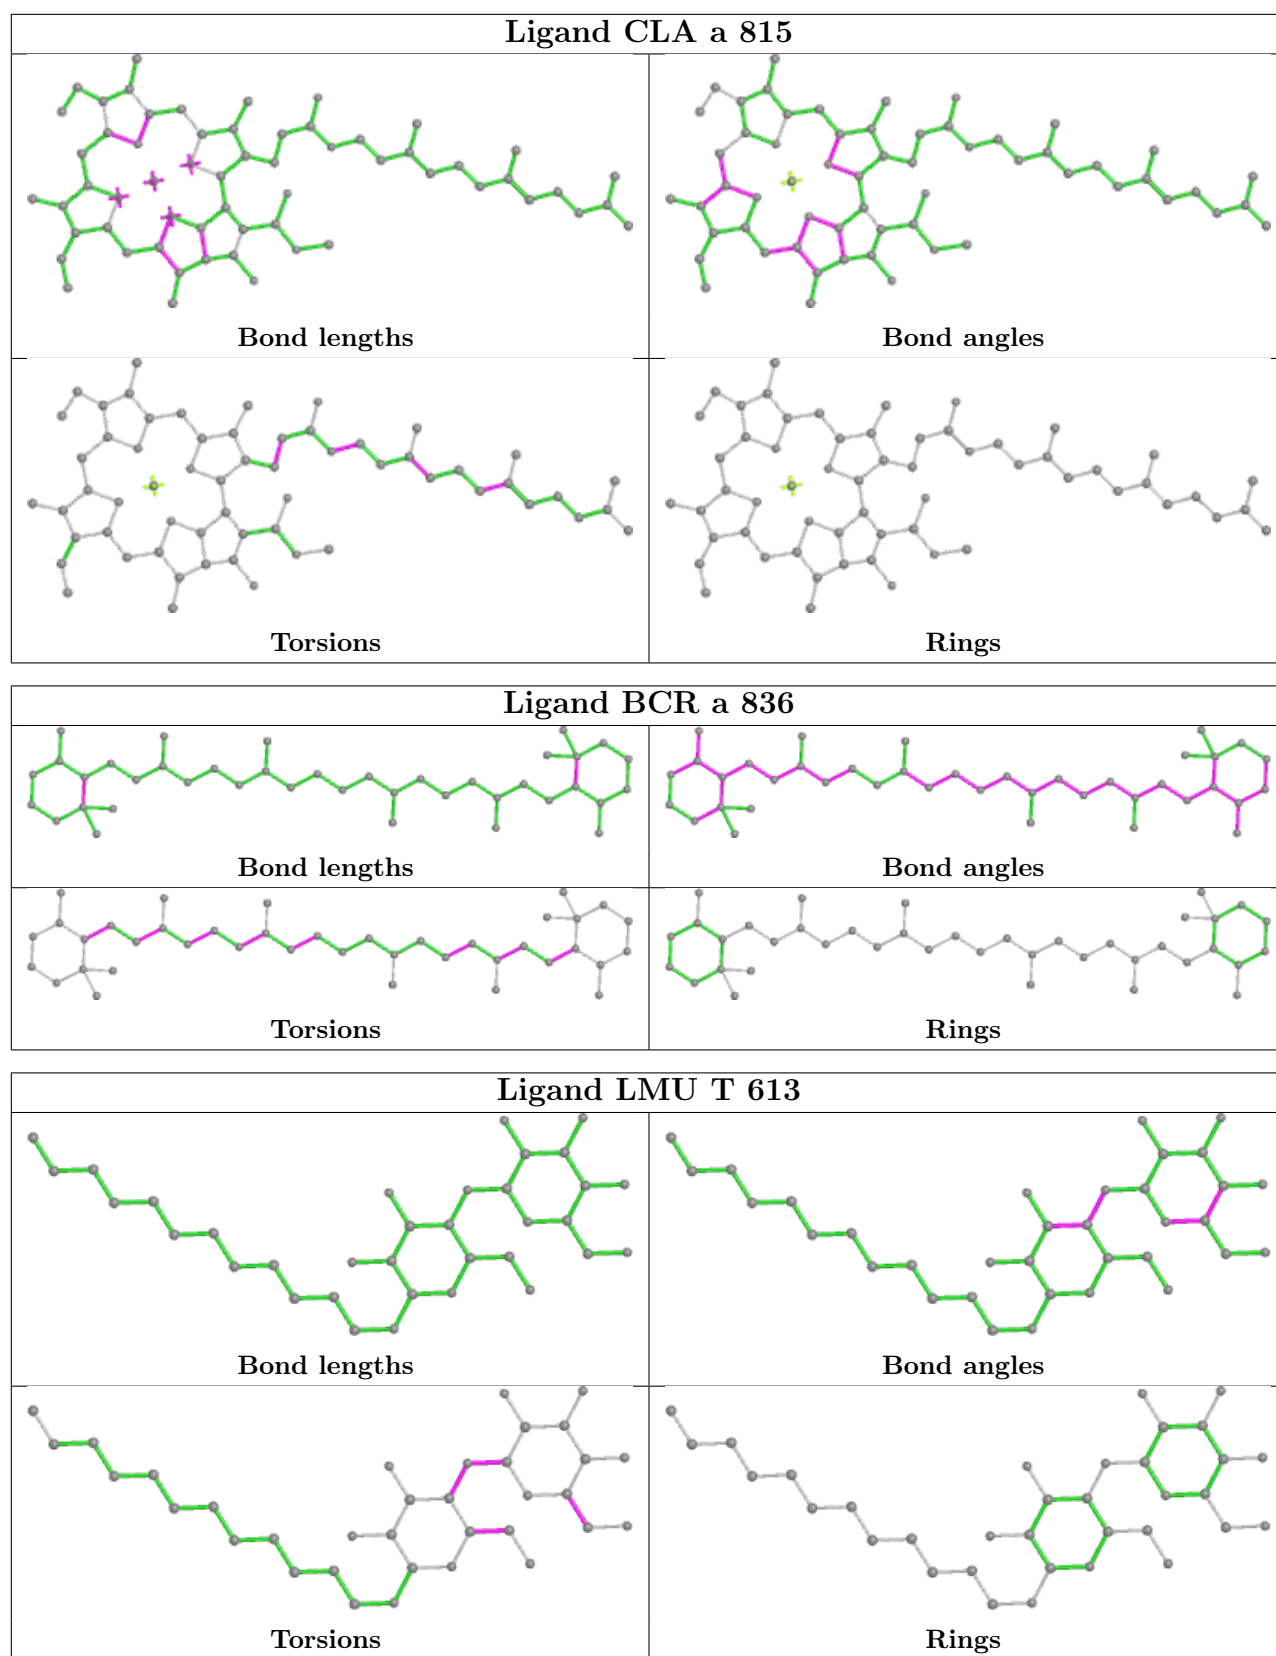 Ligand CLA a 815
Bond lengths
Bond angles
Torsions
Rings
Ligand BCR a 836
Bond lengths
Bond angles
Torsions
Rings
Ligand LMU T 613
Bond lengths
Bond angles
Torsions
Rings